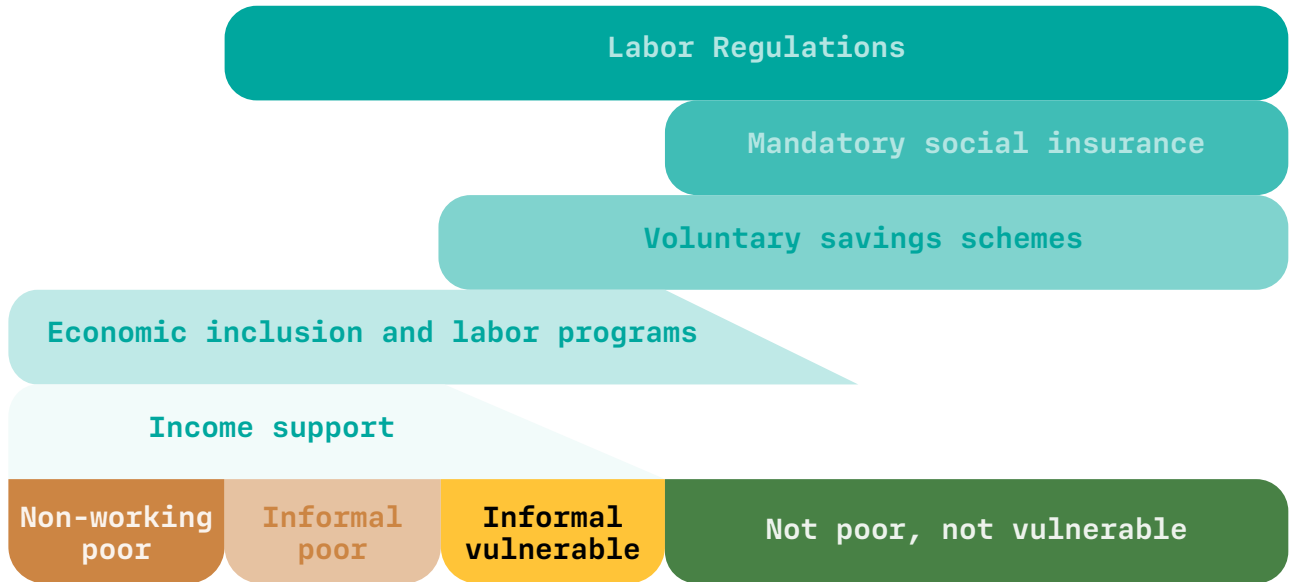 Labor Regulations
Mandatory social insurance
Voluntary savings schemes
Economic inclusion and labor programs
Income support
Non-working
poor
Informal
poor
Informal
vulnerable
Not poor, not vulnerable